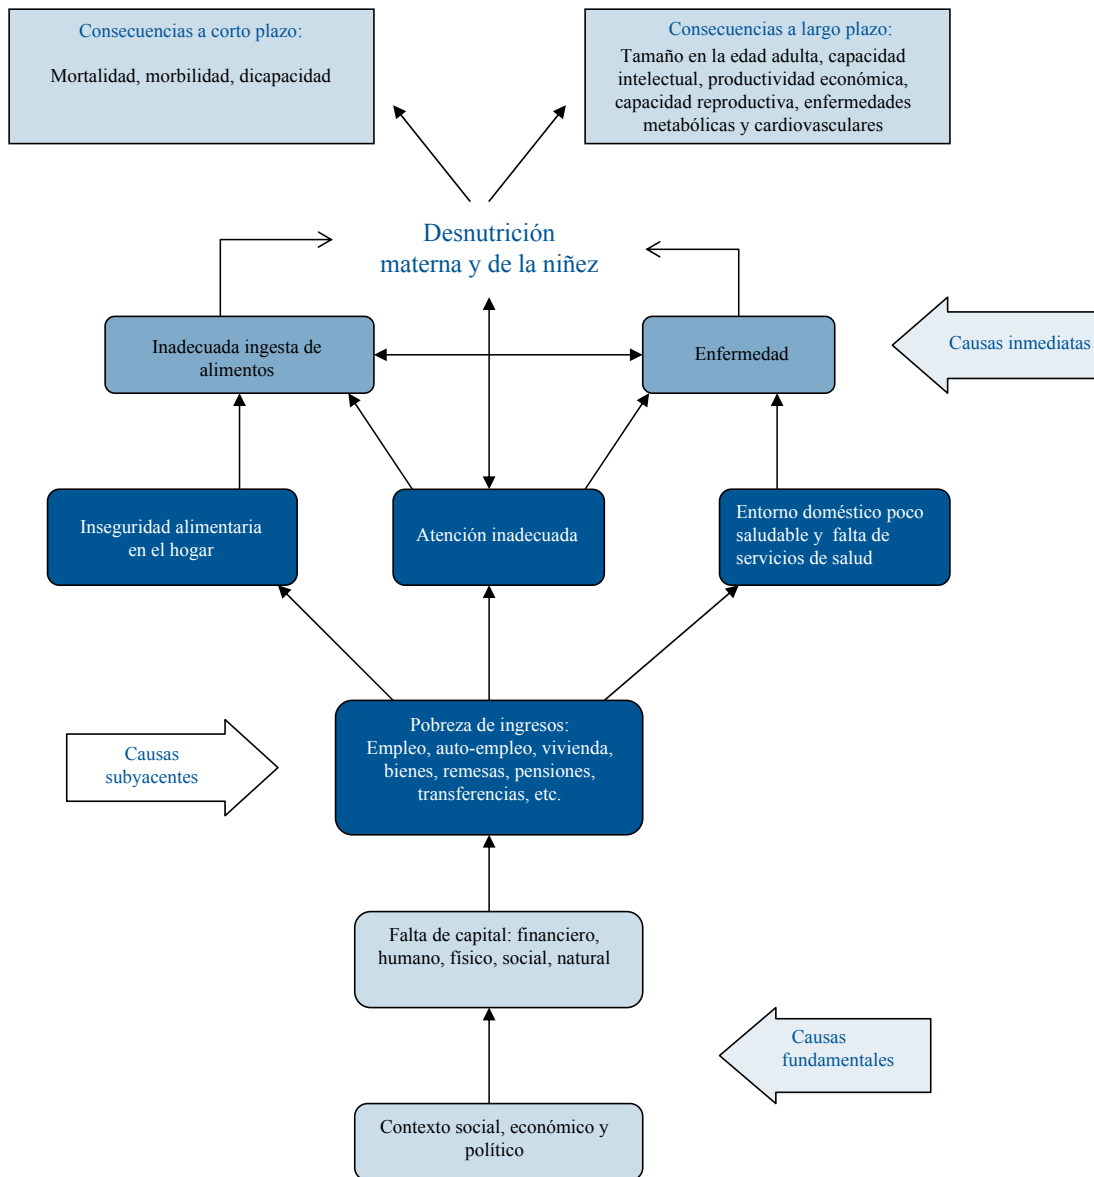 Consecuencias a corto plazo:
Mortalidad, morbilidad, dicapacidad
Consecuencias a largo plazo:
Tamaño en la edad adulta, capacidad
intelectual, productividad económica,
capacidad reproductiva, enfermedades
metabólicas y cardiovasculares
Desnutrición
materna y de la niñez
Inadecuada ingesta de
alimentos
Enfermedad
Causas inmediatas
Inseguridad alimentaria
en el hogar
Atención inadecuada
Entorno doméstico poco
saludable y falta de
servicios de salud
Pobreza de ingresos:
Empleo, auto-empleo, vivienda,
bienes, remesas, pensiones,
transferencias, etc.
Causas
subyacentes
Falta de capital: financiero,
humano, físico, social, natural
Causas
fundamentales
Contexto social, económico y
político